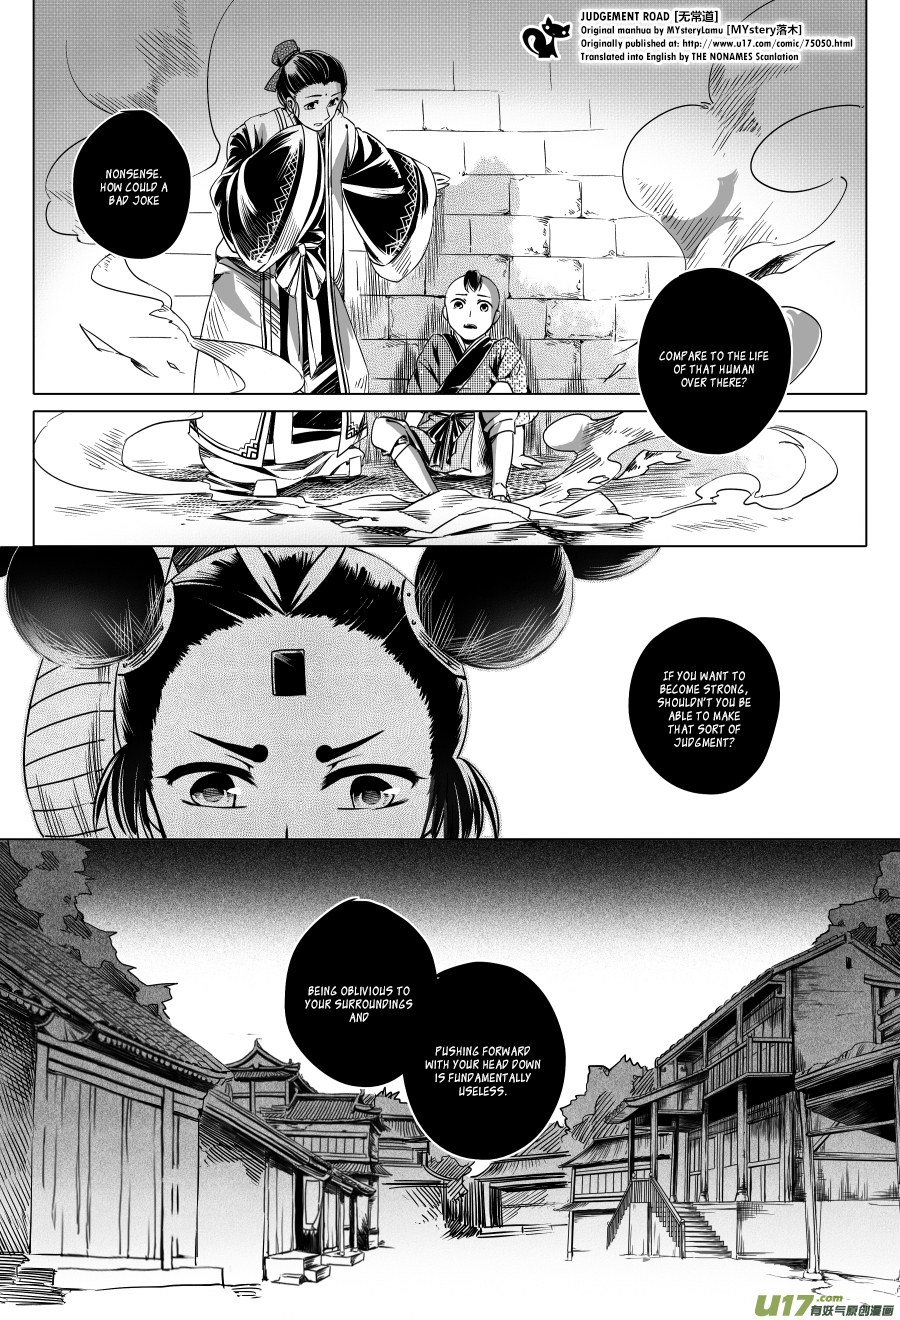 JUDGEMENT ROAD [无常道]
Original manhua by MYsteryLamu [MYstery落木]
Originally published at: http://www.u17.com/comic/75050.html
Translated into English by THE NONAMES Scanlation
NONSENSE.
HOW COULD A
BAD JOKE
COMPARE TO THE LIFE
OF THAT HUMAN
OVER THERE?
IF YOU WANT TO
BECOME STRONG,
SHOULDN'T YOU BE
ABLE TO MAKE
THAT SORT OF
JUDGMENT?
BEING OBLIVIOUS TO
YOUR SURROUNDINGS
AND
PUSHING FORWARD
WITH YOUR HEAD DOWN
IS FUNDAMENTALLY
USELESS.
U17.com
有妖气原创漫画